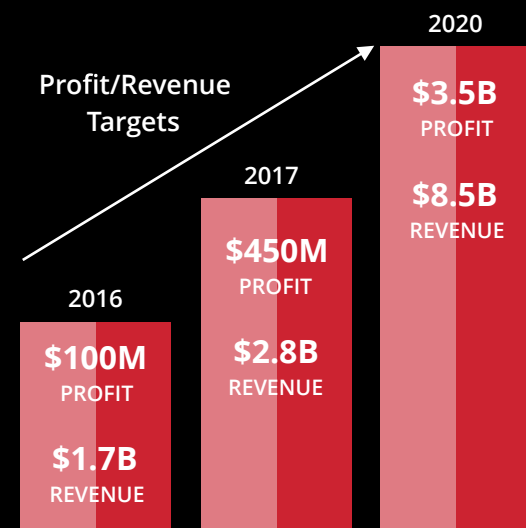 Profit/Revenue
Targets
2016
$100M
PROFIT
$1.7B
REVENUE
2017
$450M
PROFIT
$2.8B
REVENUE
2020
$3.5B
PROFIT
$8.5B
REVENUE